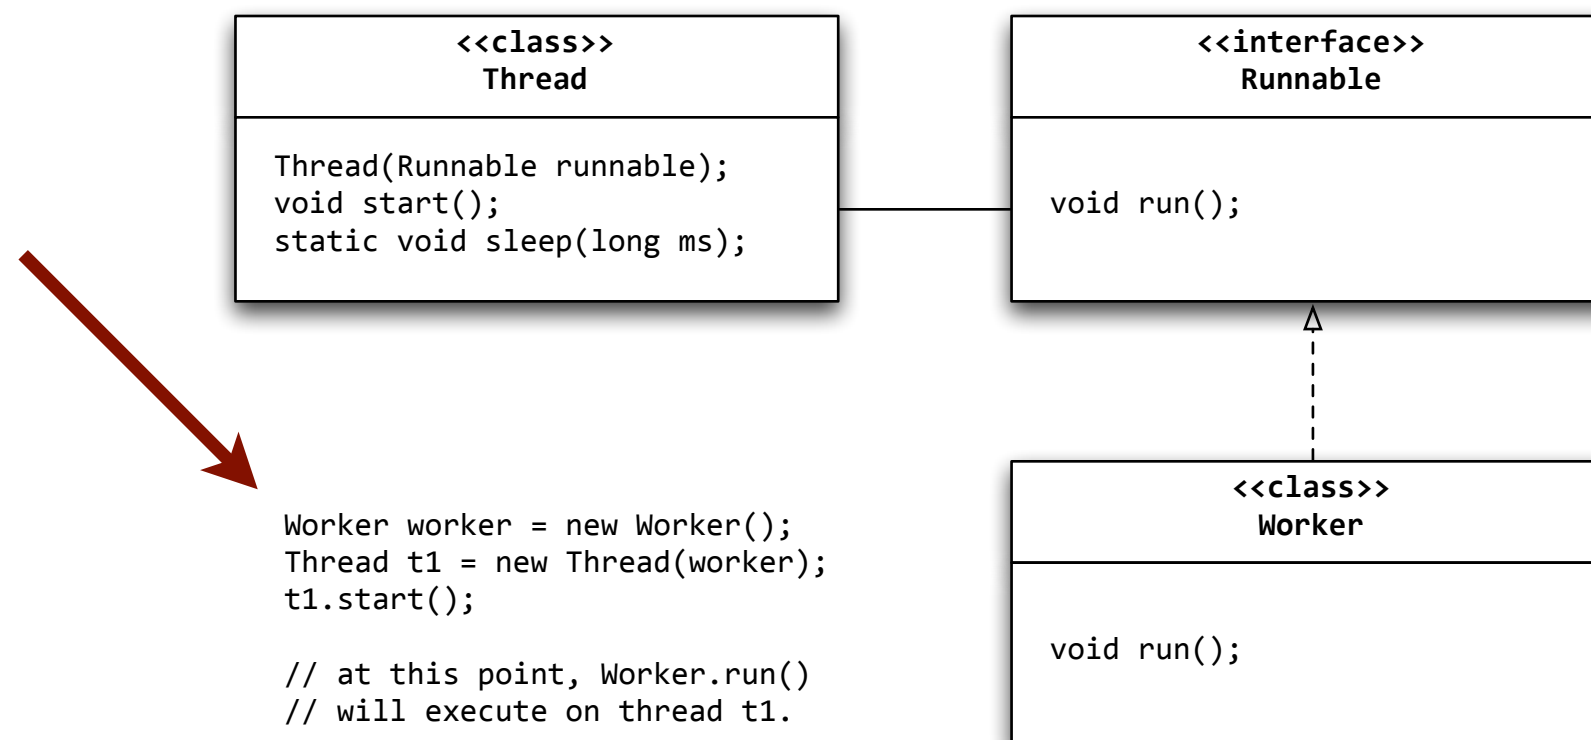 <<class>>
Thread
Thread(Runnable runnable);
void start();
static void sleep(long ms);
<<interface>>
Runnable
void run();
Worker worker = new Worker();
Thread t1 = new Thread(worker);
t1.start();
// at this point, Worker.run()
// will execute on thread t1.
<<class>>
Worker
void run();